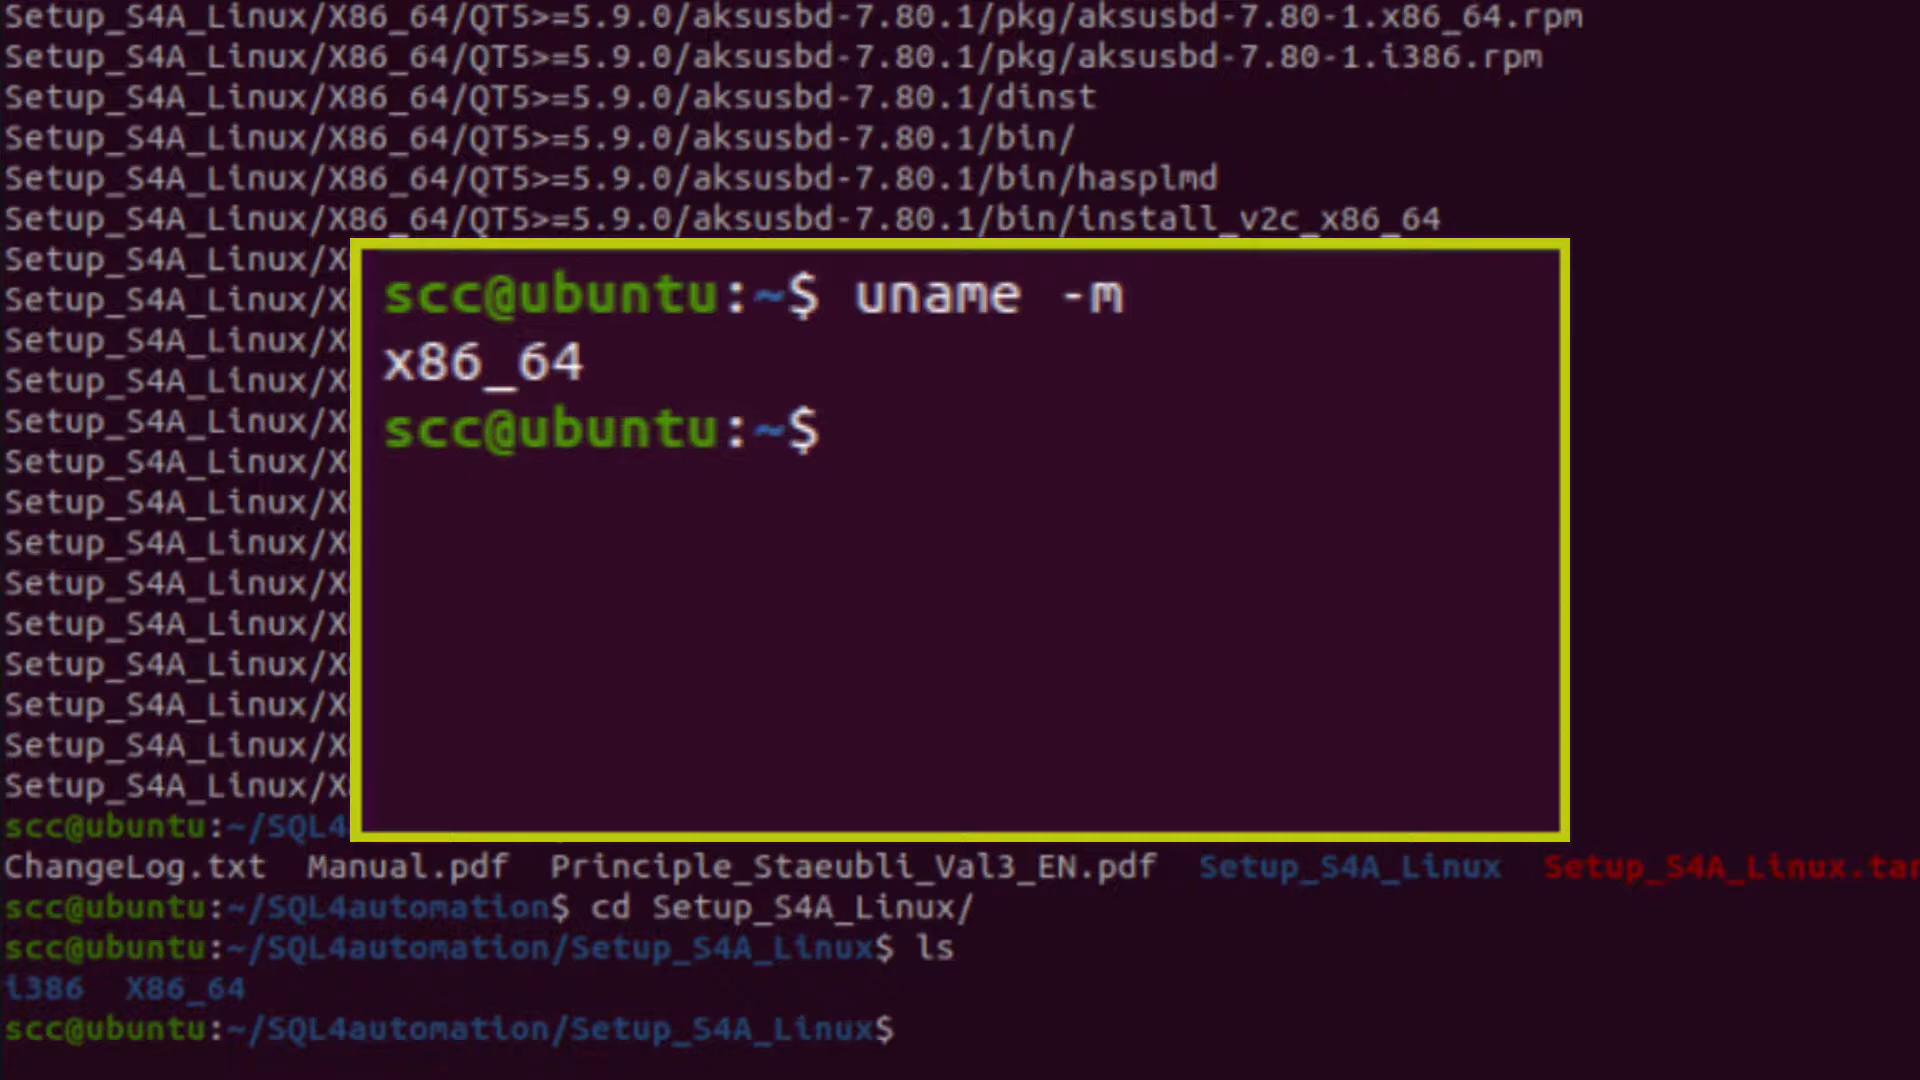 Setup_S4A_Linux/X86_64/QT5>=5.9.0/aksusbd-7.80.1/pkg/aksusbd-7.80-1.x86_64.rpm
Setup_S4A_Linux/X86_64/QT5>=5.9.0/aksusbd-7.80.1/pkg/aksusbd-7.80-1.i386.rpm
Setup_S4A_Linux/X86_64/QT5>=5.9.0/aksusbd-7.80.1/dinst
Setup_S4A_Linux/X86_64/QT5>=5.9.0/aksusbd-7.80.1/bin/
Setup_S4A_Linux/X86_64/QT5>=5.9.0/aksusbd-7.80.1/bin/hasplmd
Setup_S4A_Linux/X86_64/QT5>=5.9.0/aksusbd-7.80.1/bin/install_v2c_x86_64
Setup_S4A_Linux/X
Setup_S4A_Linux/X
Setup_S4A_Linux/X
Setup_S4A_Linux/X
Setup_S4A_Linux/X
Setup_S4A_Linux/X
Setup_S4A_Linux/X
Setup_S4A_Linux/X
Setup_S4A_Linux/X
Setup_S4A_Linux/X
Setup_S4A_Linux/X
Setup_S4A_Linux/X
Setup_S4A_Linux/X
Setup_S4A_Linux/X
scc@ubuntu:~$ uname -m
x86_64
scc@ubuntu:~$
scc@ubuntu:~/SQL4
ChangeLog.txt  Manual.pdf  Principle_Staeubli_Val3_EN.pdf  Setup_S4A_Linux  Setup_S4A_Linux.tar
scc@ubuntu:~/SQL4automation$ cd Setup_S4A_Linux/
scc@ubuntu:~/SQL4automation/Setup_S4A_Linux$ ls
i386  X86_64
scc@ubuntu:~/SQL4automation/Setup_S4A_Linux$